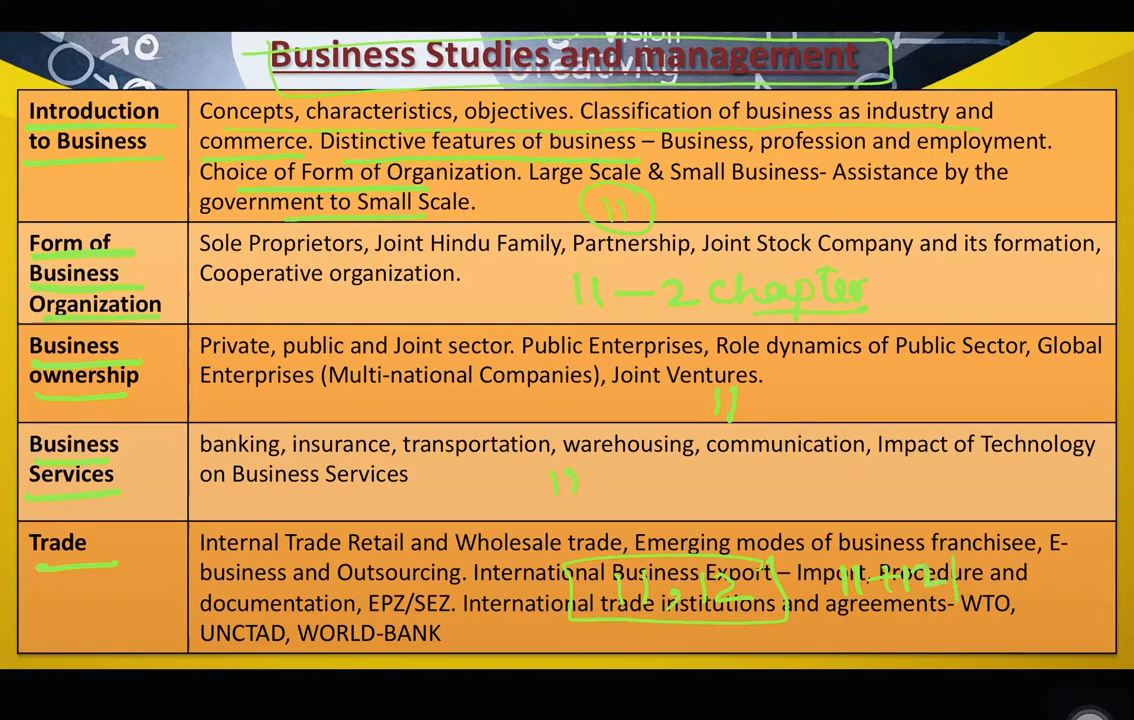 Business Studies and management
Introduction
to Business
Concepts, characteristics, objectives. Classification of business as industry and
commerce. Distinctive features of business – Business, profession and employment.
Choice of Form of Organization. Large Scale & Small Business- Assistance by the
government to Small Scale.
11
Form of
Business
Organization
Sole Proprietors, Joint Hindu Family, Partnership, Joint Stock Company and its formation,
Cooperative organization.
11 – 2 chapter
Business
ownership
Private, public and Joint sector. Public Enterprises, Role dynamics of Public Sector, Global
Enterprises (Multi-national Companies), Joint Ventures.
11
Business
Services
banking, insurance, transportation, warehousing, communication, Impact of Technology
on Business Services
11
Trade
Internal Trade Retail and Wholesale trade, Emerging modes of business franchisee, E-
business and Outsourcing. International Business Export – Import, Procedure and
documentation, EPZ/SEZ. International trade institutions and agreements- WTO,
UNCTAD, WORLD-BANK
11, 12
11+12